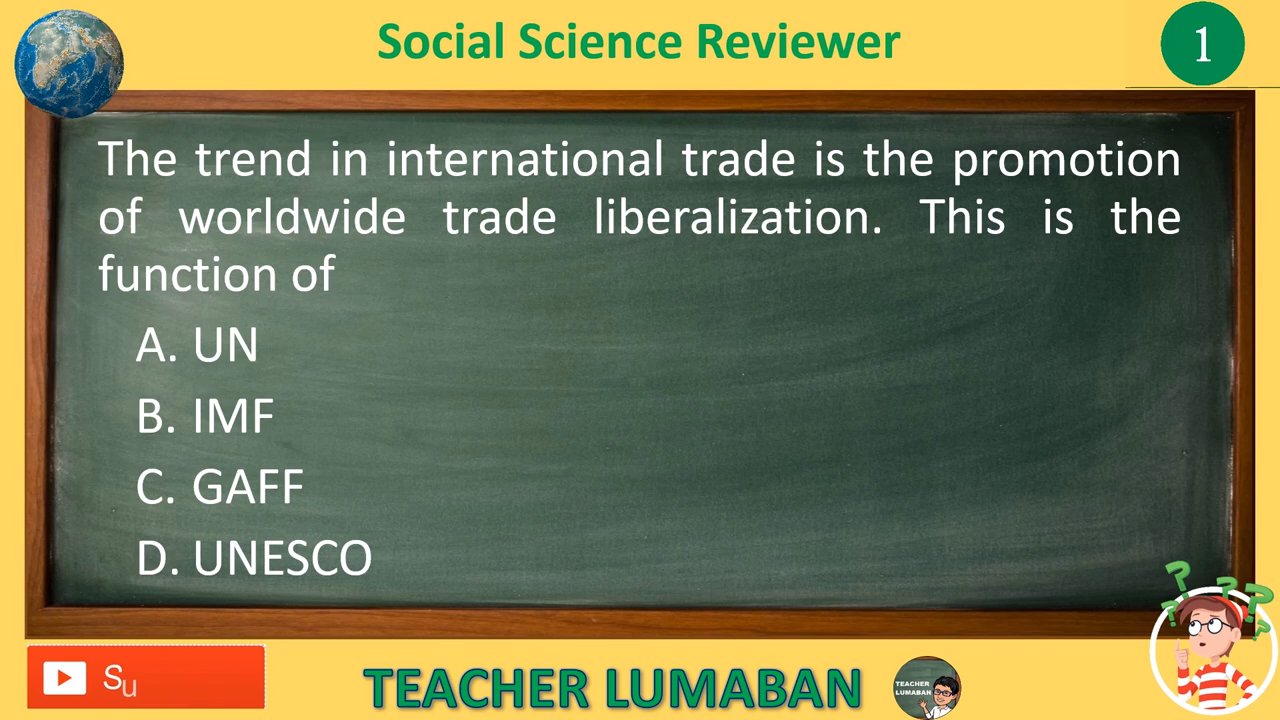 Social Science Reviewer
1
The trend in international trade is the promotion
of worldwide trade liberalization. This is the
function of
A. UN
B. IMF
C. GAFF
D. UNESCO
Su
TEACHER LUMABAN
TEACHER
LUMABAN